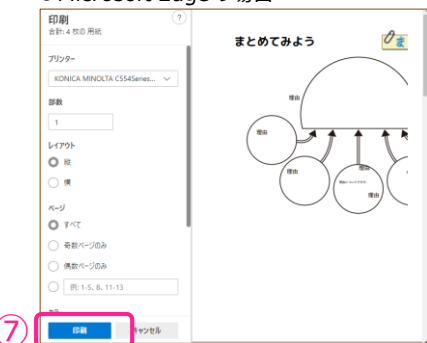 ●Microsoft Edge の場合
印刷
?
合計: 4 枚の 用紙
プリンター
KONICA MINOLTA C554Series...
部数
1
レイアウト
縦
横
ページ
すべて
奇数ページのみ
偶数ページのみ
例: 1-5、8、11-13
印刷
キャンセル
⑦
まとめてみよう
ま
理由
理由
理由
理由
理由